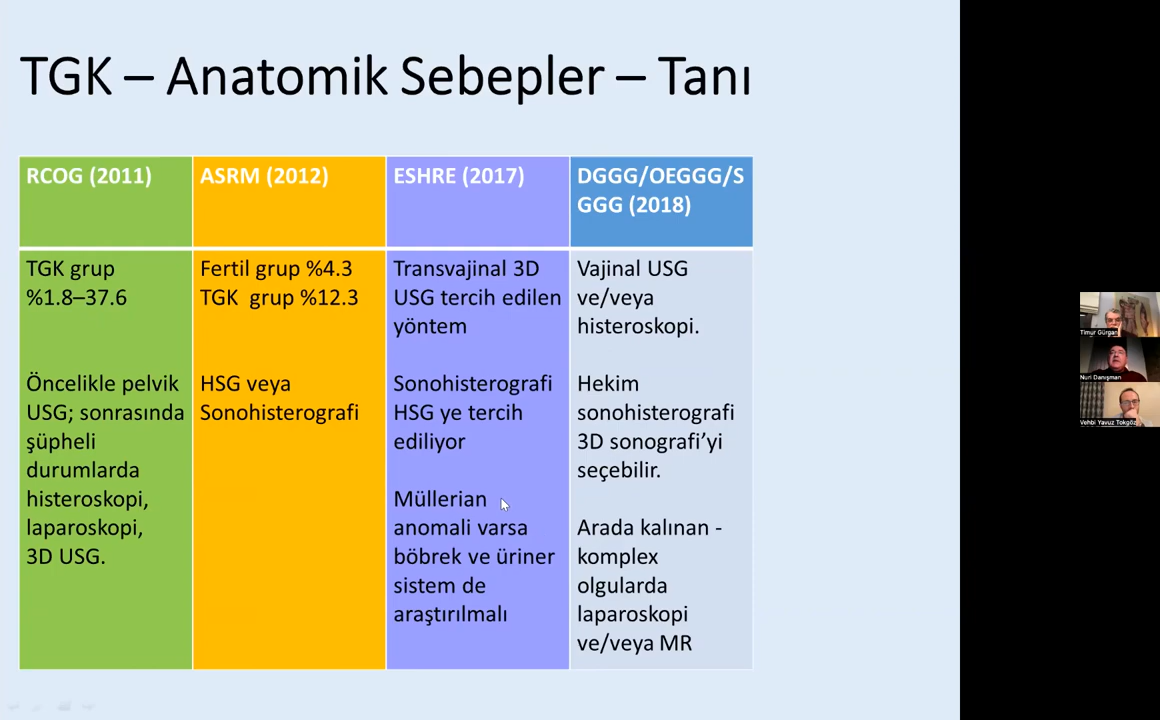 TGK – Anatomik Sebepler – Tanı
RCOG (2011)
TGK grup
%1.8–37.6
Öncelikle pelvik
USG; sonrasında
şüpheli
durumlarda
histeroskopi,
laparoskopi,
3D USG.
ASRM (2012)
Fertil grup %4.3
TGK  grup %12.3
HSG veya
Sonohisterografi
ESHRE (2017)
Transvajinal 3D
USG tercih edilen
yöntem
Sonohisterografi
HSG ye tercih
ediliyor
Müllerian
anomali varsa
böbrek ve üriner
sistem de
araştırılmalı
DGGG/OEGGG/S
GGG (2018)
Vajinal USG
ve/veya
histeroskopi.
Hekim
sonohisterografi
3D sonografi’yi
seçebilir.
Arada kalınan -
komplex
olgularda
laparoskopi
ve/veya MR
Timur Gürgan
Nuri Danışman
Vehbi Yavuz Tokgöz